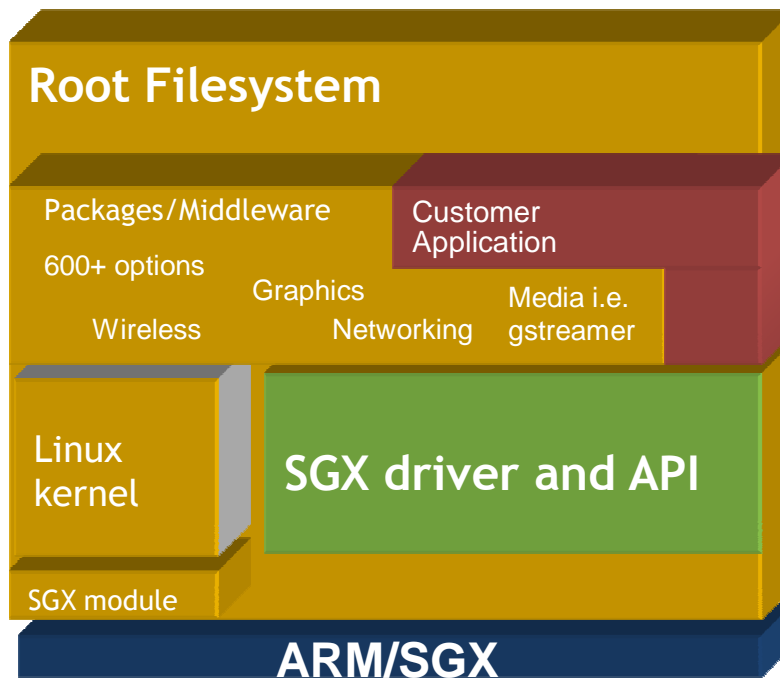 Root Filesystem
Packages/Middleware
Customer
Application
600+ options
Graphics
Media i.e.
gstreamer
Wireless
Networking
Linux
kernel
SGX driver and API
SGX module
ARM/SGX